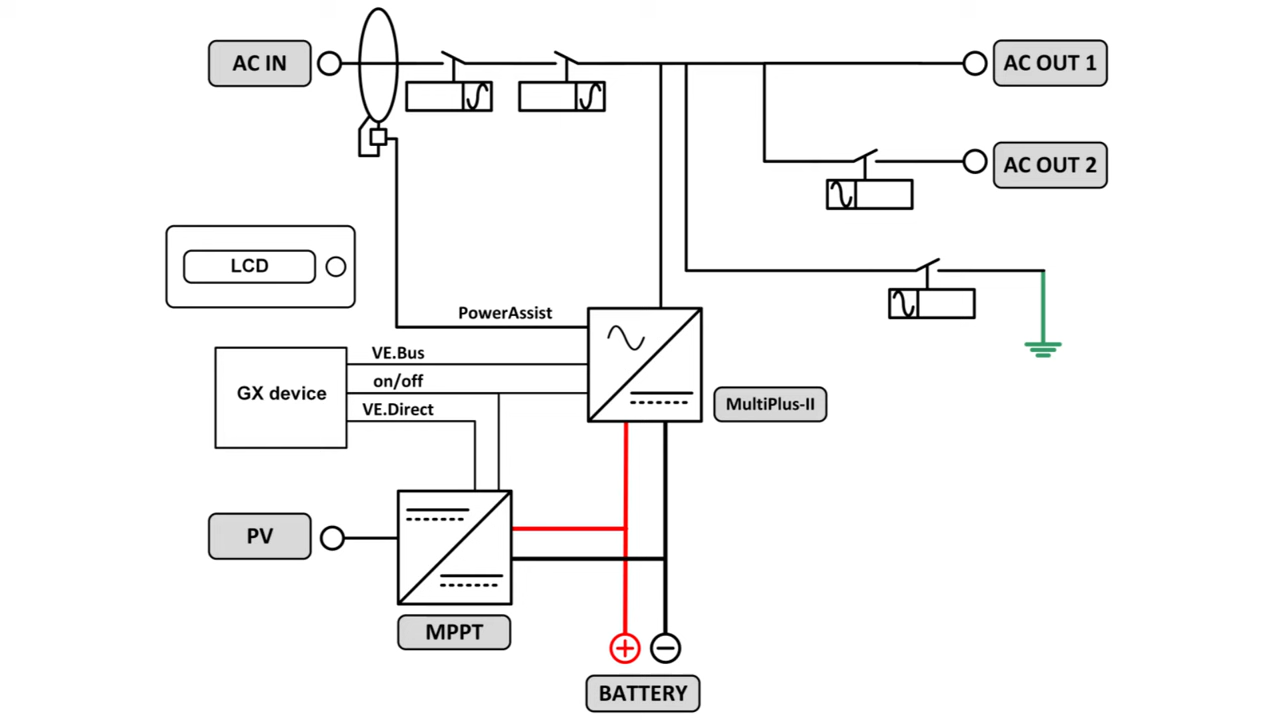 AC IN
AC OUT 1
AC OUT 2
LCD
PowerAssist
VE.Bus
on/off
GX device
VE.Direct
MultiPlus-II
PV
MPPT
BATTERY